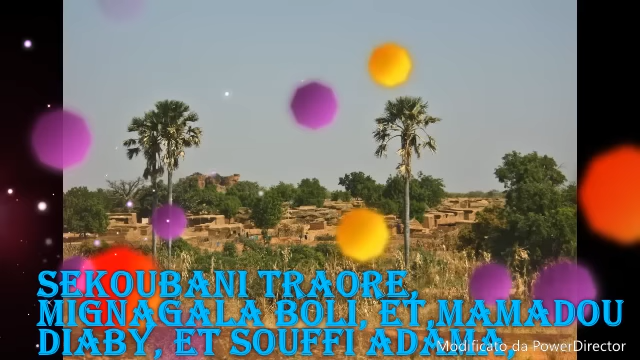 SEKOUBANI TRAORE,
MIGNAGALA BOLI, ET MAMADOU
DIABY, ET SOUFFI ADAMA
Modificato da PowerDirector